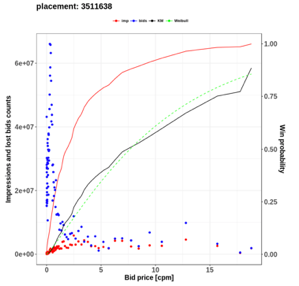 placement: 3511638
imp bids KM Weibull
6e+07
4e+07
2e+07
0e+00
Impressions and lost bids counts
1.00
0.75
0.50
0.25
0.00
Win probability
0 5 10 15
Bid price [cpm]